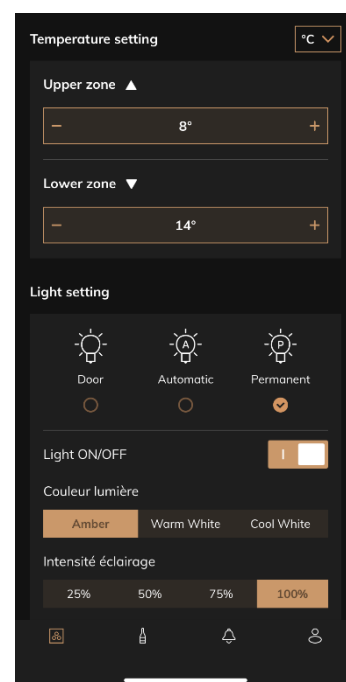 Temperature setting °C
Upper zone ▲
− 8° +
Lower zone ▼
− 14° +
Light setting
A P
Door Automatic Permanent
Light ON/OFF I
Couleur lumière
Amber Warm White Cool White
Intensité éclairage
25% 50% 75% 100%